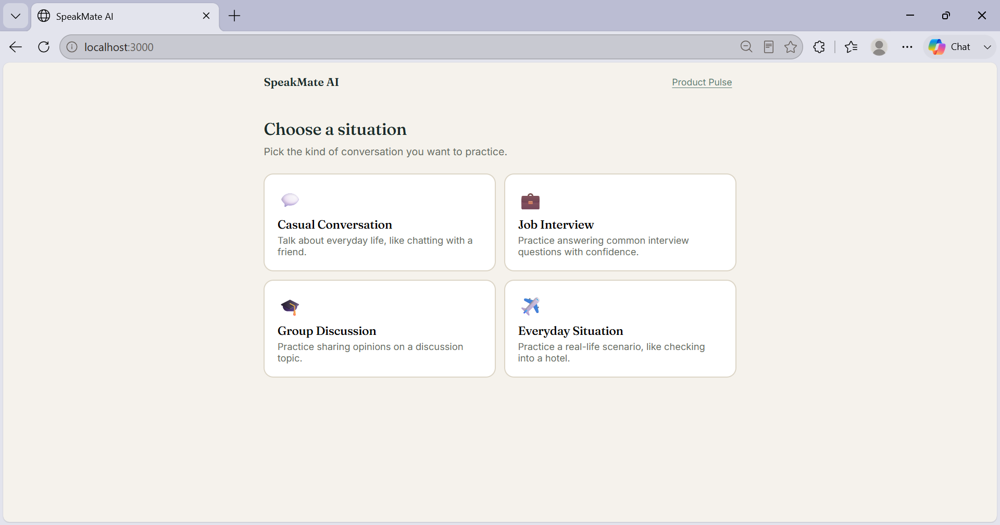 SpeakMate AI
localhost:3000
Chat
SpeakMate AI
Product Pulse
Choose a situation
Pick the kind of conversation you want to practice.
Casual Conversation
Talk about everyday life, like chatting with a
friend.
Job Interview
Practice answering common interview
questions with confidence.
Group Discussion
Practice sharing opinions on a discussion
topic.
Everyday Situation
Practice a real-life scenario, like checking
into a hotel.